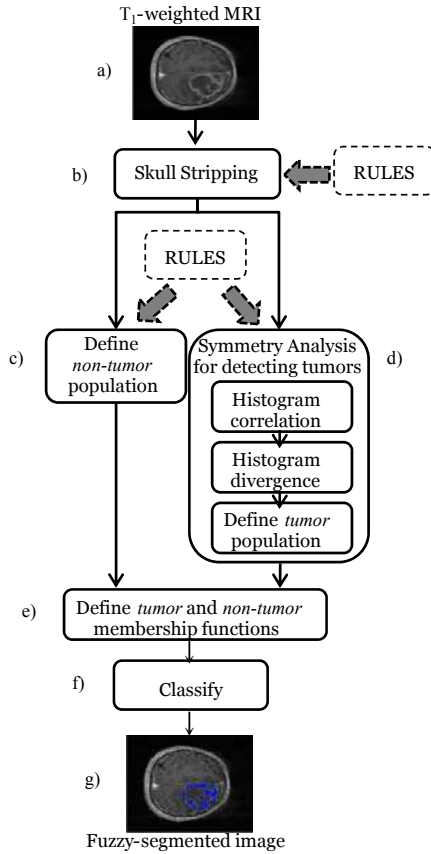 T1-weighted MRI
a)
b)
Skull Stripping
RULES
RULES
c)
Define
non-tumor
population
Symmetry Analysis
for detecting tumors
d)
Histogram
correlation
Histogram
divergence
Define tumor
population
e)
Define tumor and non-tumor
membership functions
f)
Classify
g)
Fuzzy-segmented image